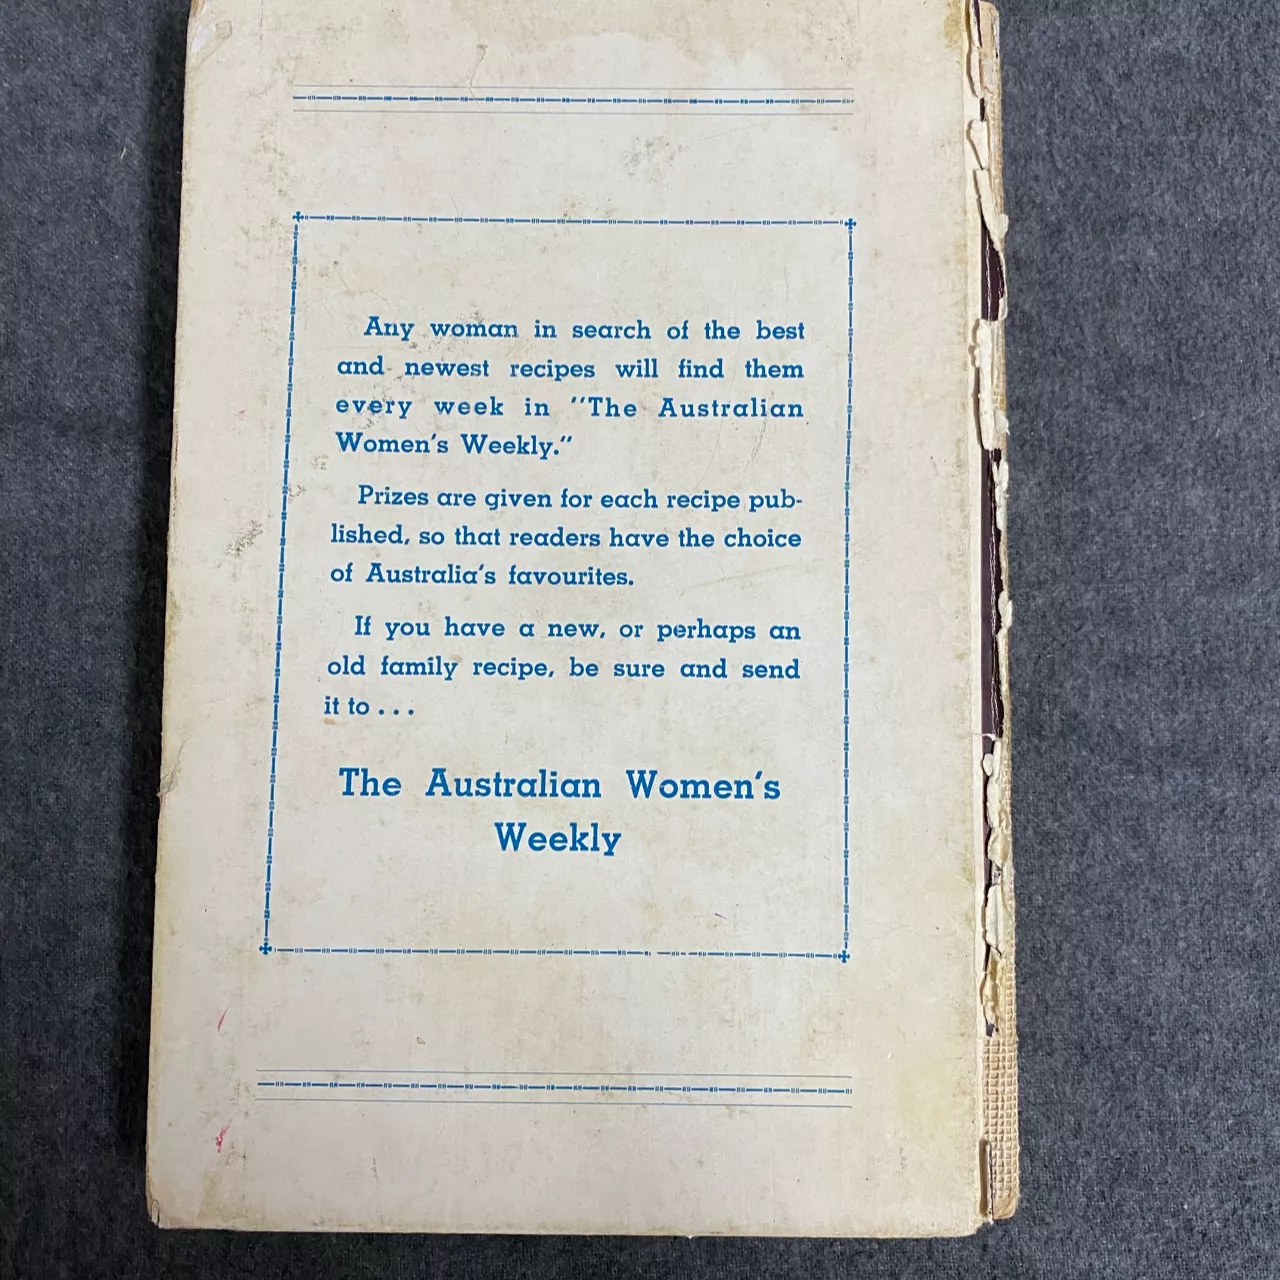 Any woman in search of the best
and newest recipes will find them
every week in "The Australian
Women's Weekly."
Prizes are given for each recipe pub-
lished, so that readers have the choice
of Australia's favourites.
If you have a new, or perhaps an
old family recipe, be sure and send
it to . . .
The Australian Women's
Weekly